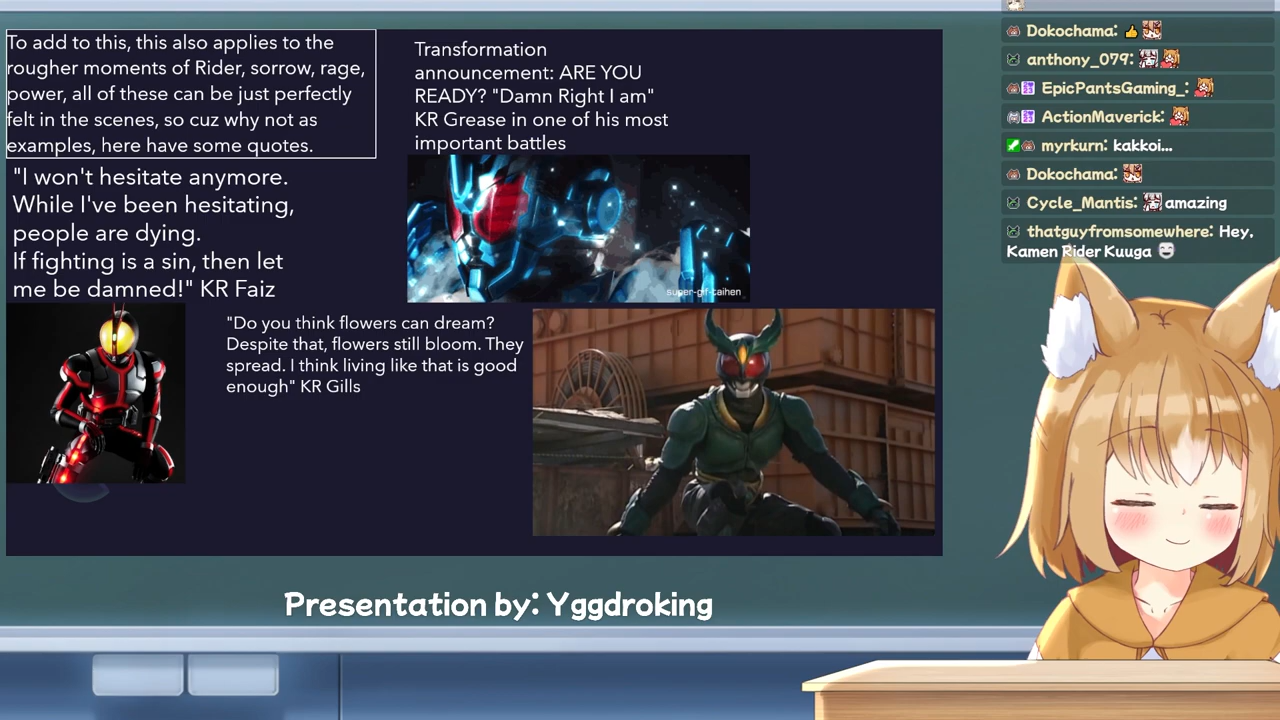 To add to this, this also applies to the
rougher moments of Rider, sorrow, rage,
power, all of these can be just perfectly
felt in the scenes, so cuz why not as
examples, here have some quotes.
"I won't hesitate anymore.
While I've been hesitating,
people are dying.
If fighting is a sin, then let
me be damned!" KR Faiz
Transformation
announcement: ARE YOU
READY? "Damn Right I am"
KR Grease in one of his most
important battles
super-gif-caihen
"Do you think flowers can dream?
Despite that, flowers still bloom. They
spread. I think living like that is good
enough" KR Gills
Presentation by: Yggdroking
Dokochama:
anthony_079:
EpicPantsGaming_:
ActionMaverick:
myrkurn: kakkoi...
Dokochama:
Cycle_Mantis: amazing
thatguyfromsomewhere: Hey,
Kamen Rider Kuuga